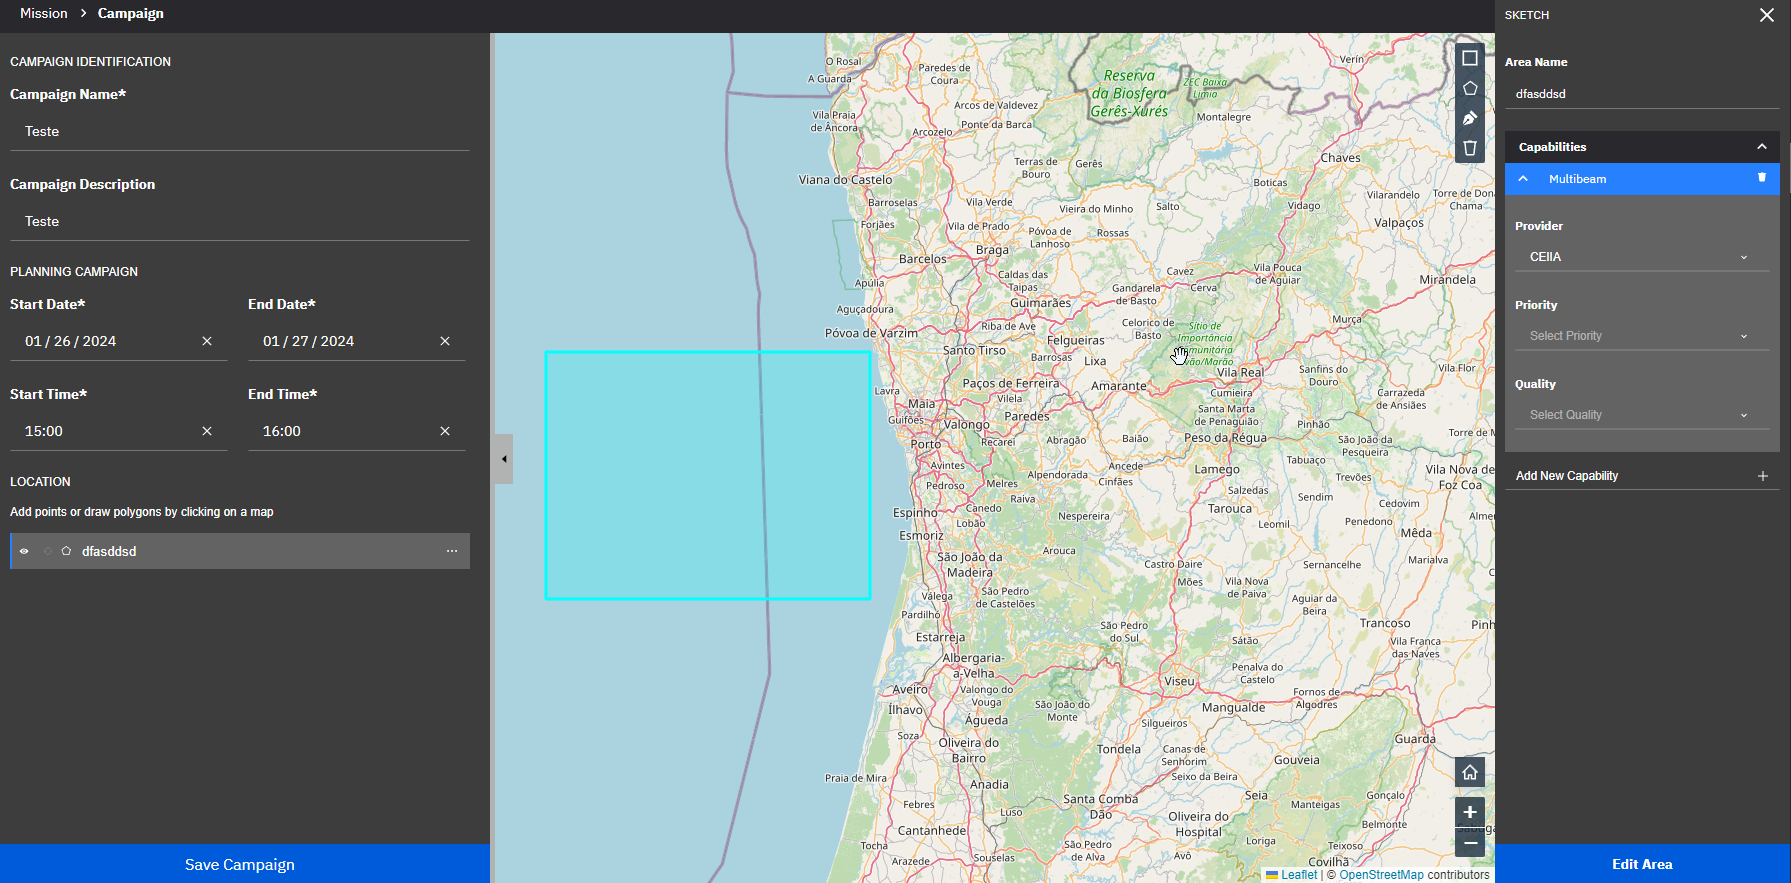 Mission > Campaign
CAMPAIGN IDENTIFICATION
Campaign Name*
Teste
Campaign Description
Teste
PLANNING CAMPAIGN
Start Date*
End Date*
01 / 26 / 2024
01 / 27 / 2024
Start Time*
End Time*
15:00
16:00
LOCATION
Add points or draw polygons by clicking on a map
dfasddsd
Save Campaign
O Rosal
A Guarda
Paredes de
Coura
Reserva
da Biosfera
Gerês-Xurés
ZEC Baixa
Limia
Verín
Arcos de Valdevez
Vila Praia
de Âncora
Arcozelo
Ponte da Barca
Montalegre
Chaves
Terras de
Bouro
Gerês
Viana do Castelo
Boticas
Vilarandelo
Torre de Dona
Chama
Barroselas
Vila Verde
Vieira do Minho
Salto
Vidago
Valpaços
Forjães
Vila de Prado
Póvoa de
Lanhoso
Rossas
Braga
Barcelos
Caldas das
Taipas
Cavez
Vila Pouca
de Aguiar
Mirandela
Apúlia
Gandarela
de Basto
Cerva
Guimarães
Aguçadoura
Póvoa de Varzim
Riba de Ave
Celorico de
Basto
Sítio de
Importância
Murça
Felgueiras
Santo Tirso
Barrosas
Lixa
Vila Real
Sanfins do
Douro
Vila Flor
Lavra
Paços de Ferreira
Amarante
Cumieira
Carrazeda
de Ansiães
Maia
Vilela
Guifões
Valongo
Paredes
Santa Marta
de Penaguião
Pinhão
Porto
Recarei
Abragão
Baião
Peso da Régua
São João da
Pesqueira
Torre de M
Avintes
Ancede
Tabuaço
Pedroso
Melres
Alpendorada
Cinfães
Lamego
Trevões
Vila Nova de
Foz Coa
Raiva
Salzedas
Sendim
Espinho
Canedo
Lobão
Nespereira
Tarouca
Cedovim
Esmoriz
Leomil
Penedono
Mêda
Almer
São João da
Madeira
Arouca
Castro Daire
Sernancelhe
Marialva
Mões
Vila Nova
de Paiva
Válega
São Pedro
de Castelões
Aguiar da
Beira
Pardilhó
Trancoso
Pinh
Estarreja
São Pedro
do Sul
Sátão
Vila Franca
das Naves
Albergaria-
a-Velha
Penalva do
Castelo
Aveiro
Valongo do
Vouga
Viseu
Fornos de
Algodres
Ílhavo
São João do
Monte
Mangualde
Águeda
Silgueiros
Soza
Oliveira do
Bairro
Tondela
Canas de
Senhorim
Guarda
Gouveia
Praia de Mira
Anadia
Seixo da Beira
Febres
Santa Comba
Dão
Seia
Manteigas
Gonçalo
Cantanhede
Luso
Oliveira do
Hospital
Belmonte
Tocha
São Pedro
de Alva
Loriga
Teixoso
Arazede
Souselas
Avô
Covilhã
Leaflet | © OpenStreetMap contributors
SKETCH
Area Name
dfasddsd
Capabilities
Multibeam
Provider
CEIIA
Priority
Select Priority
Quality
Select Quality
Add New Capability
Edit Area